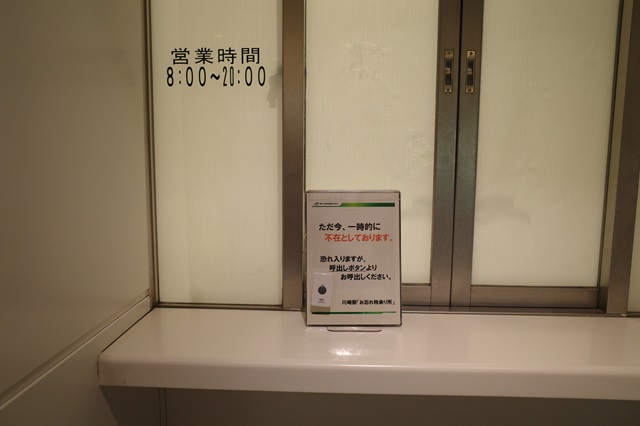 営業時間
8:00~20:00
ただ今、一時的に
不在としております。
恐れ入りますが、
呼出しボタンより
お呼出しください。
川崎駅「お忘れ物承り所」